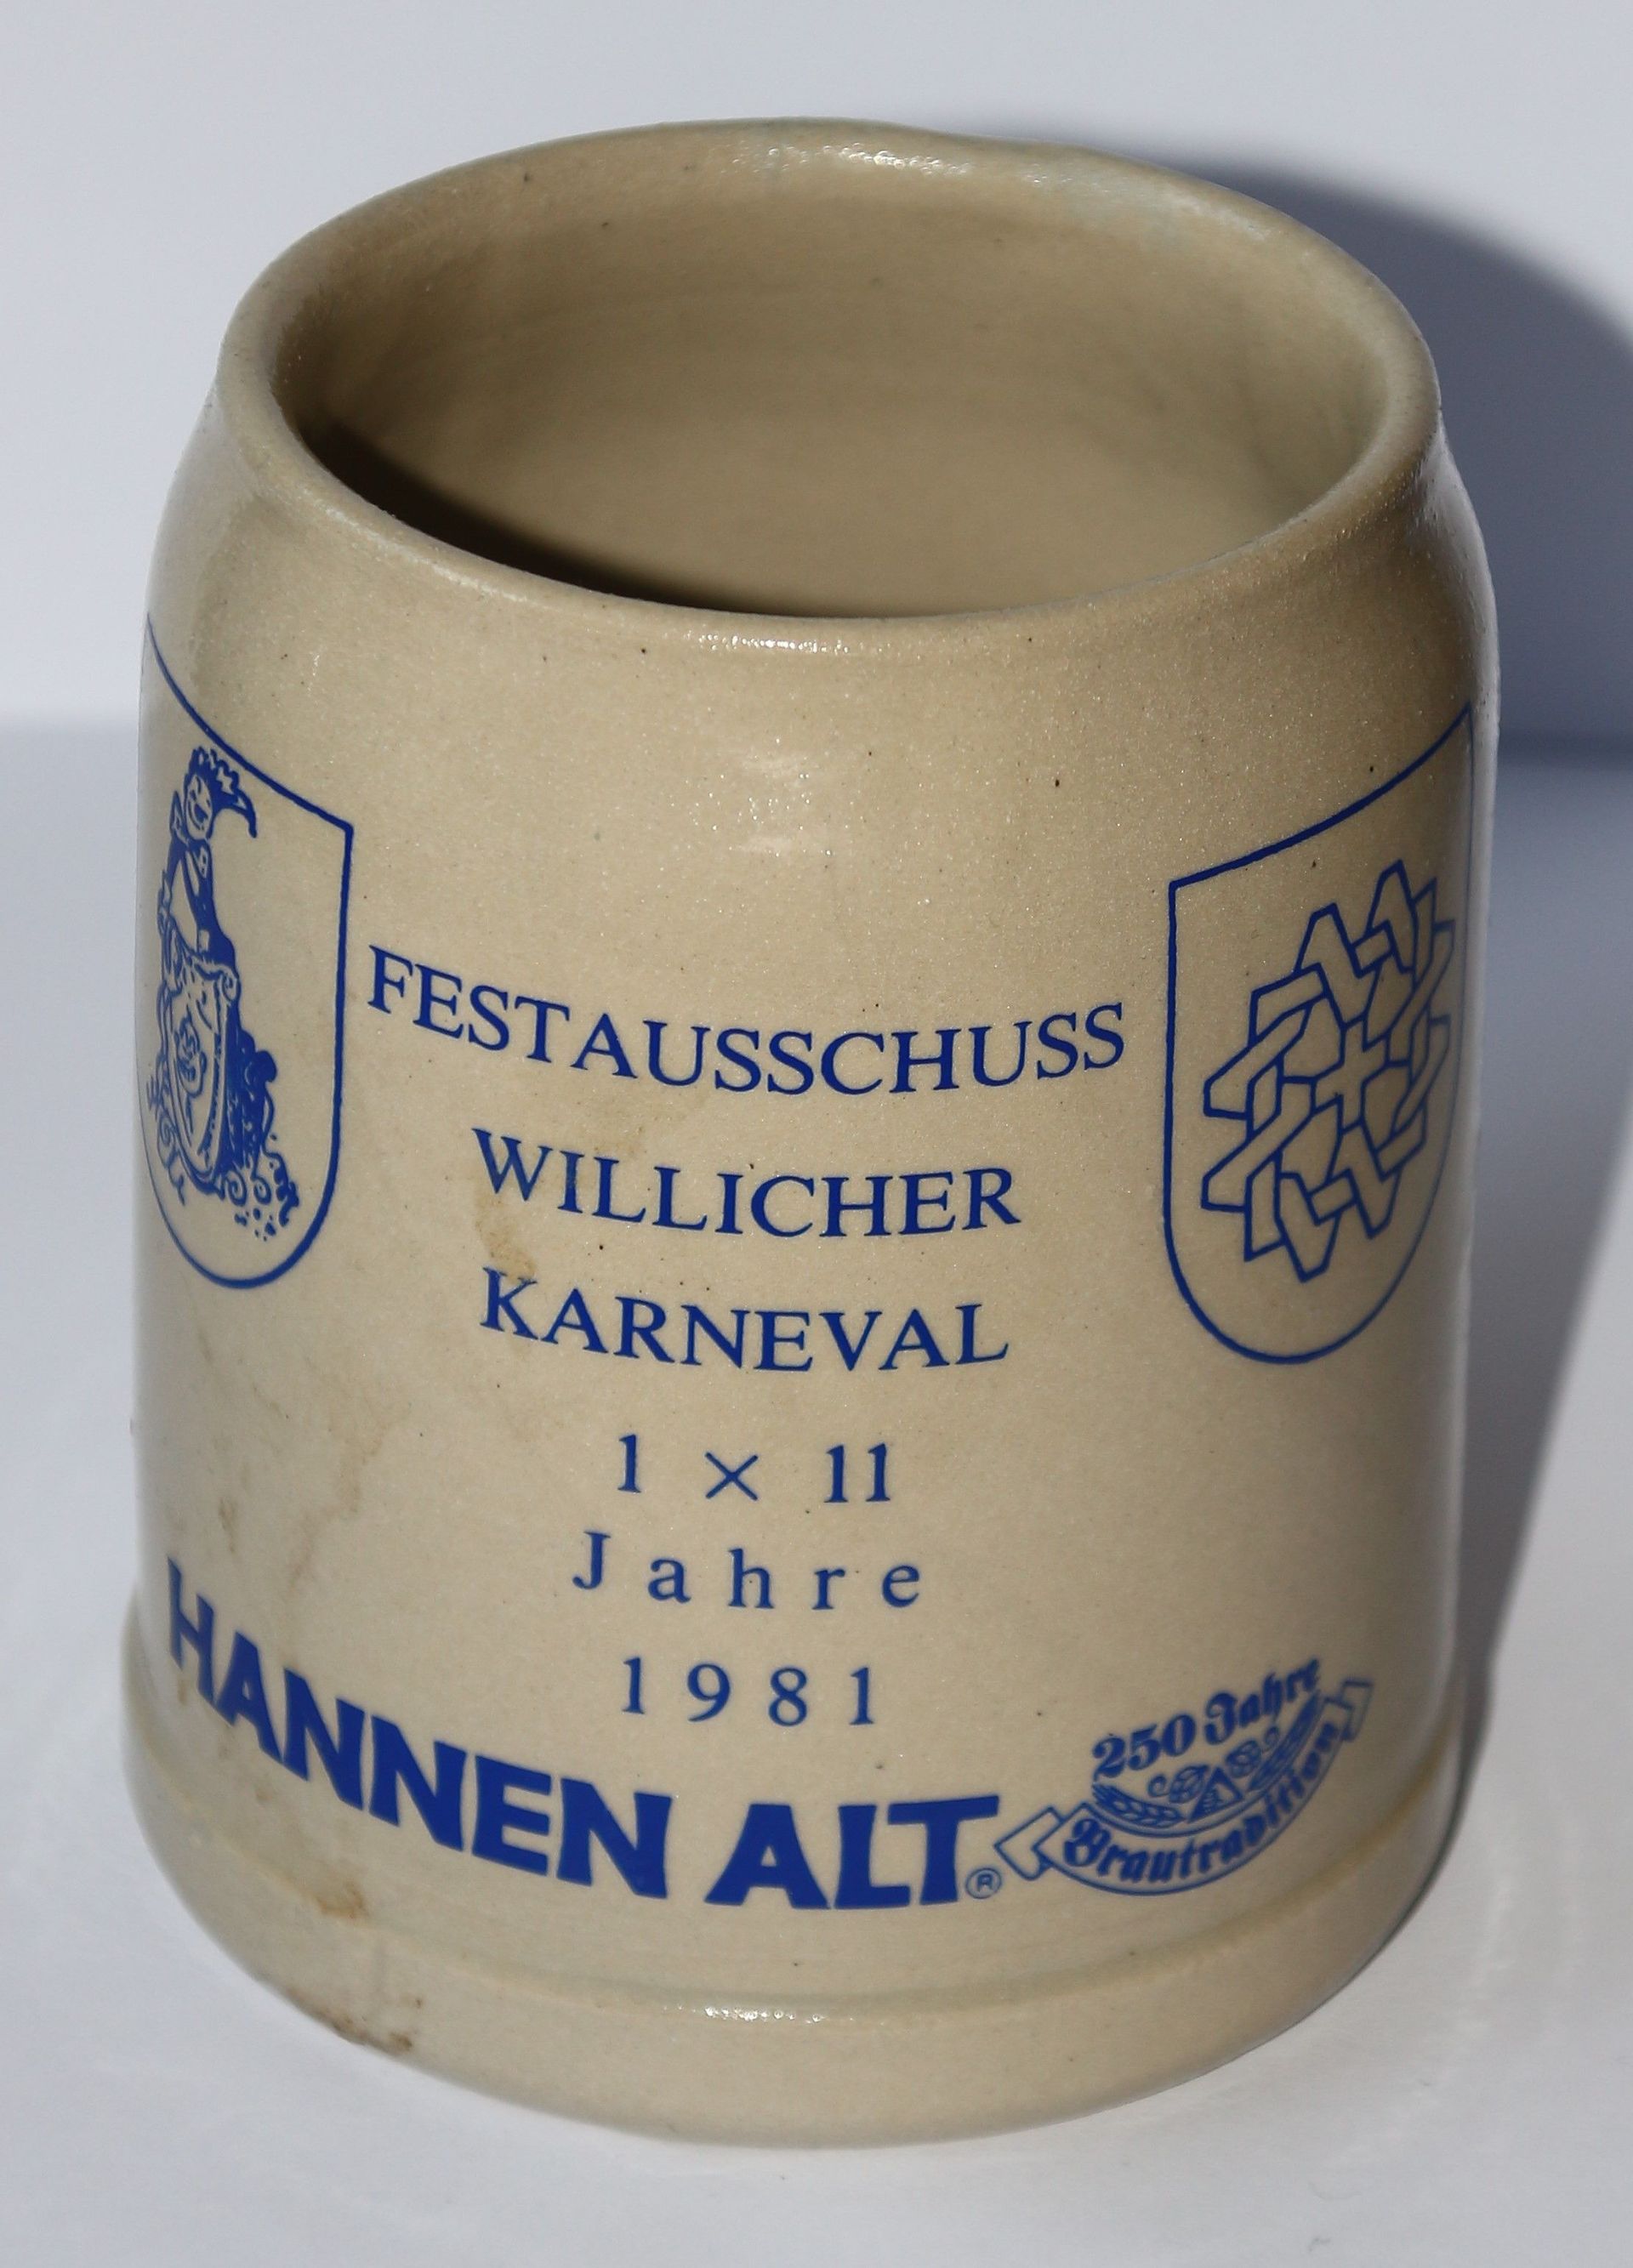 FESTAUSSCHUSS
WILLICHER
KARNEVAL
1 × 11
Jahre
1981
HANNEN ALT®
250 Jahre
Brautradition